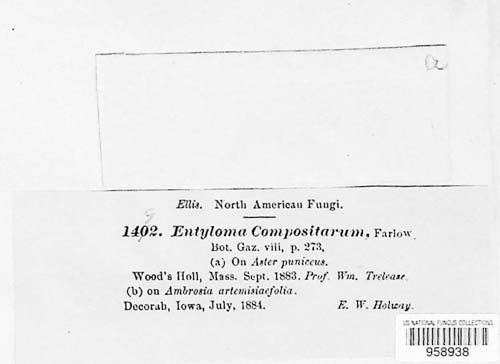 a
Ellis. North American Fungi.
9
1402. Entyloma Compositarum, Farlow.
Bot. Gaz. viii, p. 273,
(a) On Aster puniceus.
Wood's Holl, Mass. Sept. 1883. Prof. Wm. Trelease.
(b) on Ambrosia artemisiaefolia.
Decorah, Iowa, July, 1884. E. W. Holway.
US NATIONAL FUNGUS COLLECTIONS
958938